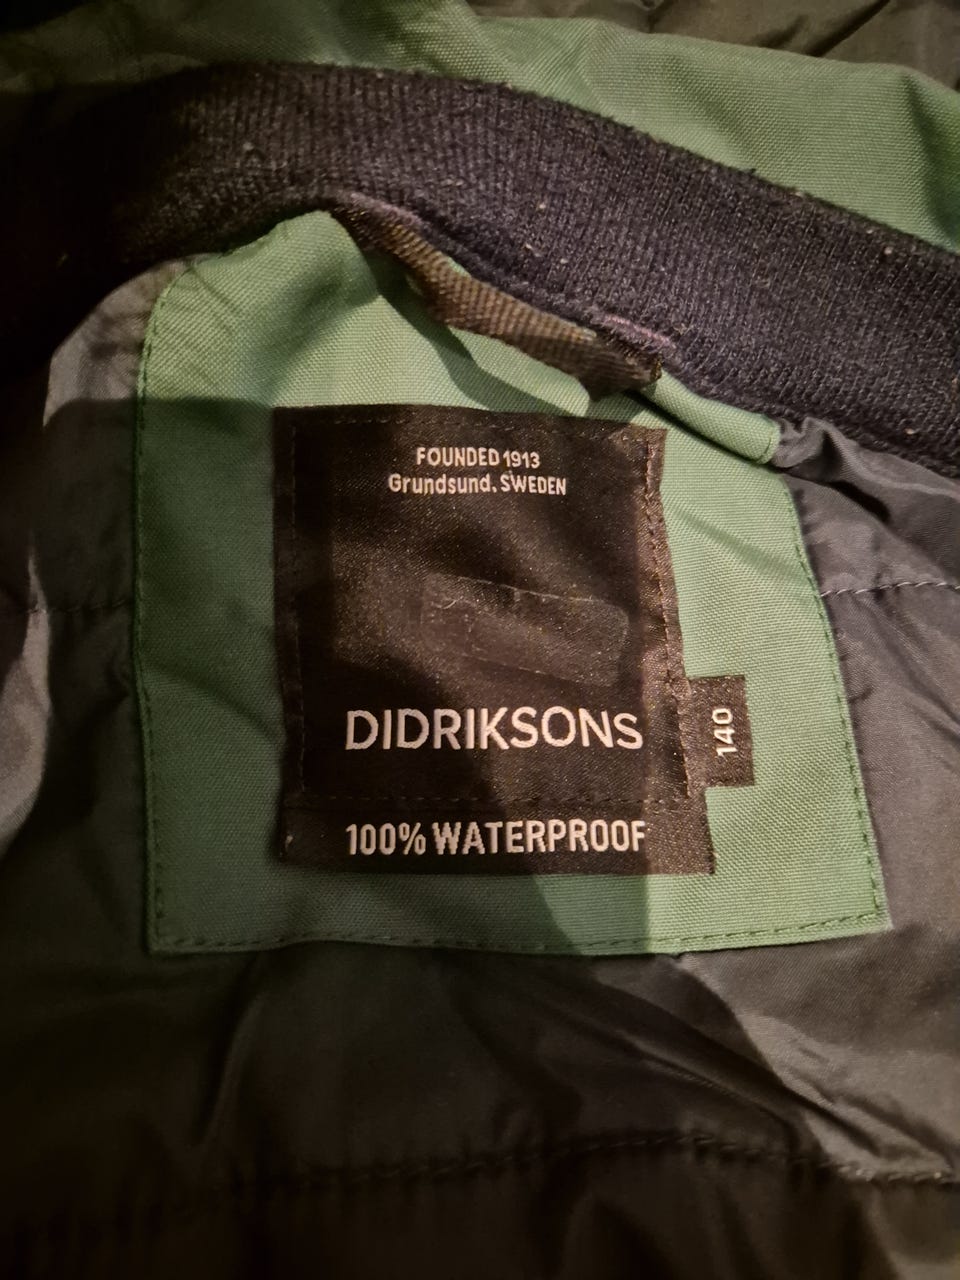 FOUNDED 1913
Grundsund, SWEDEN
DIDRIKSONS
140
100% WATERPROOF